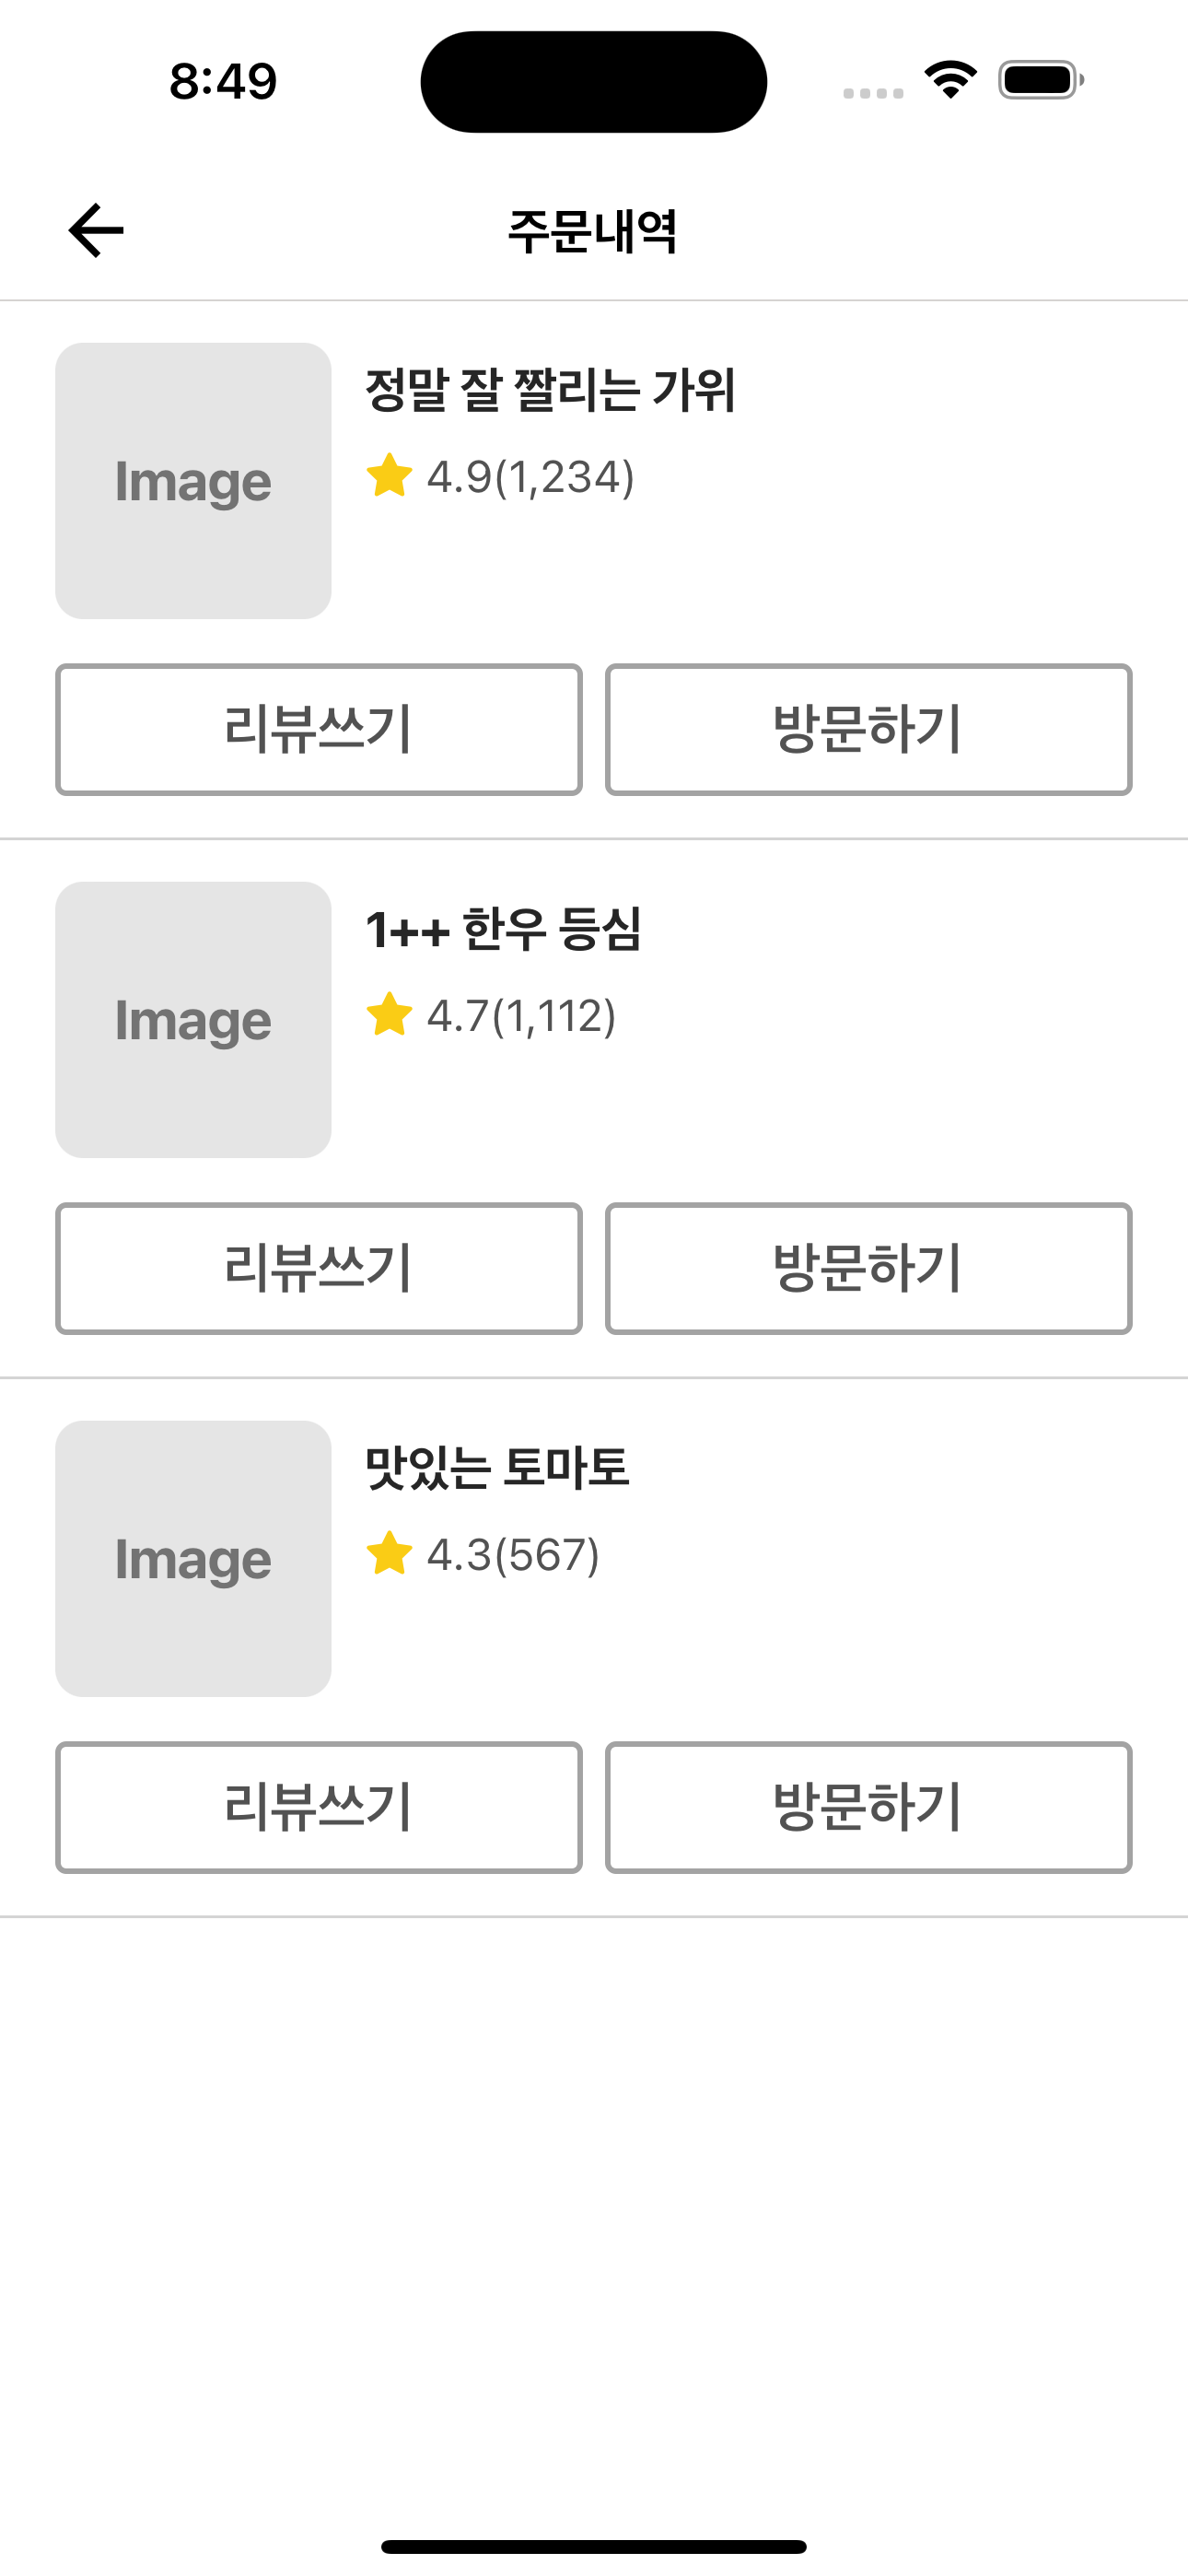 8:49
주문내역
정말 잘 짤리는 가위
Image
4.9(1,234)
리뷰쓰기 방문하기
1++ 한우 등심
Image
4.7(1,112)
리뷰쓰기 방문하기
맛있는 토마토
Image
4.3(567)
리뷰쓰기 방문하기